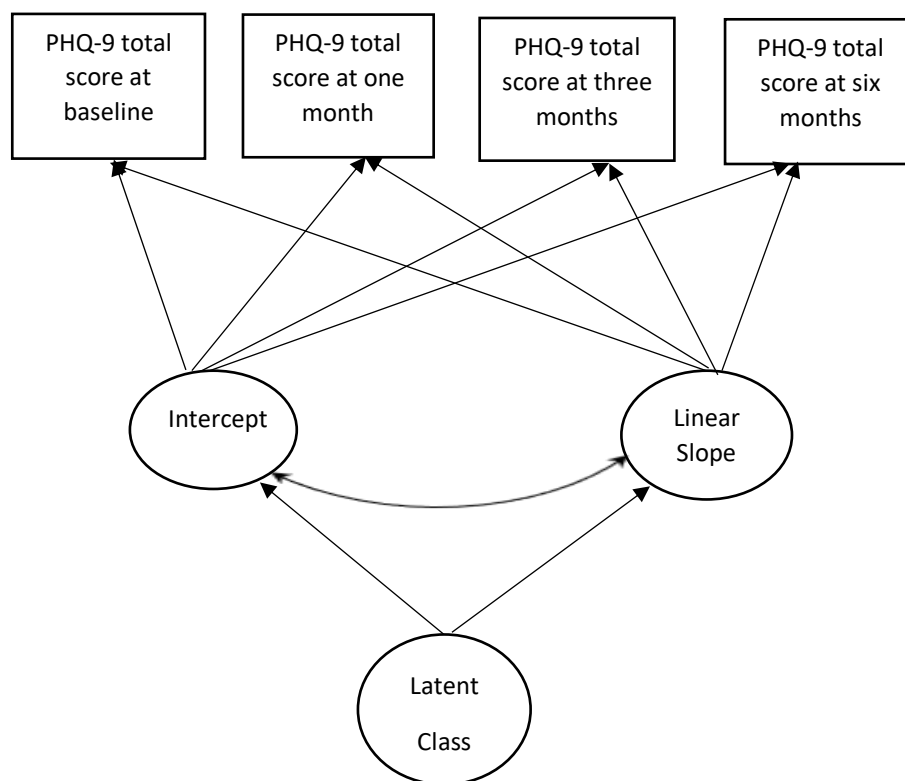 PHQ-9 total
score at
baseline
PHQ-9 total
score at one
month
PHQ-9 total
score at three
months
PHQ-9 total
score at six
months
Intercept
Linear
Slope
Latent
Class